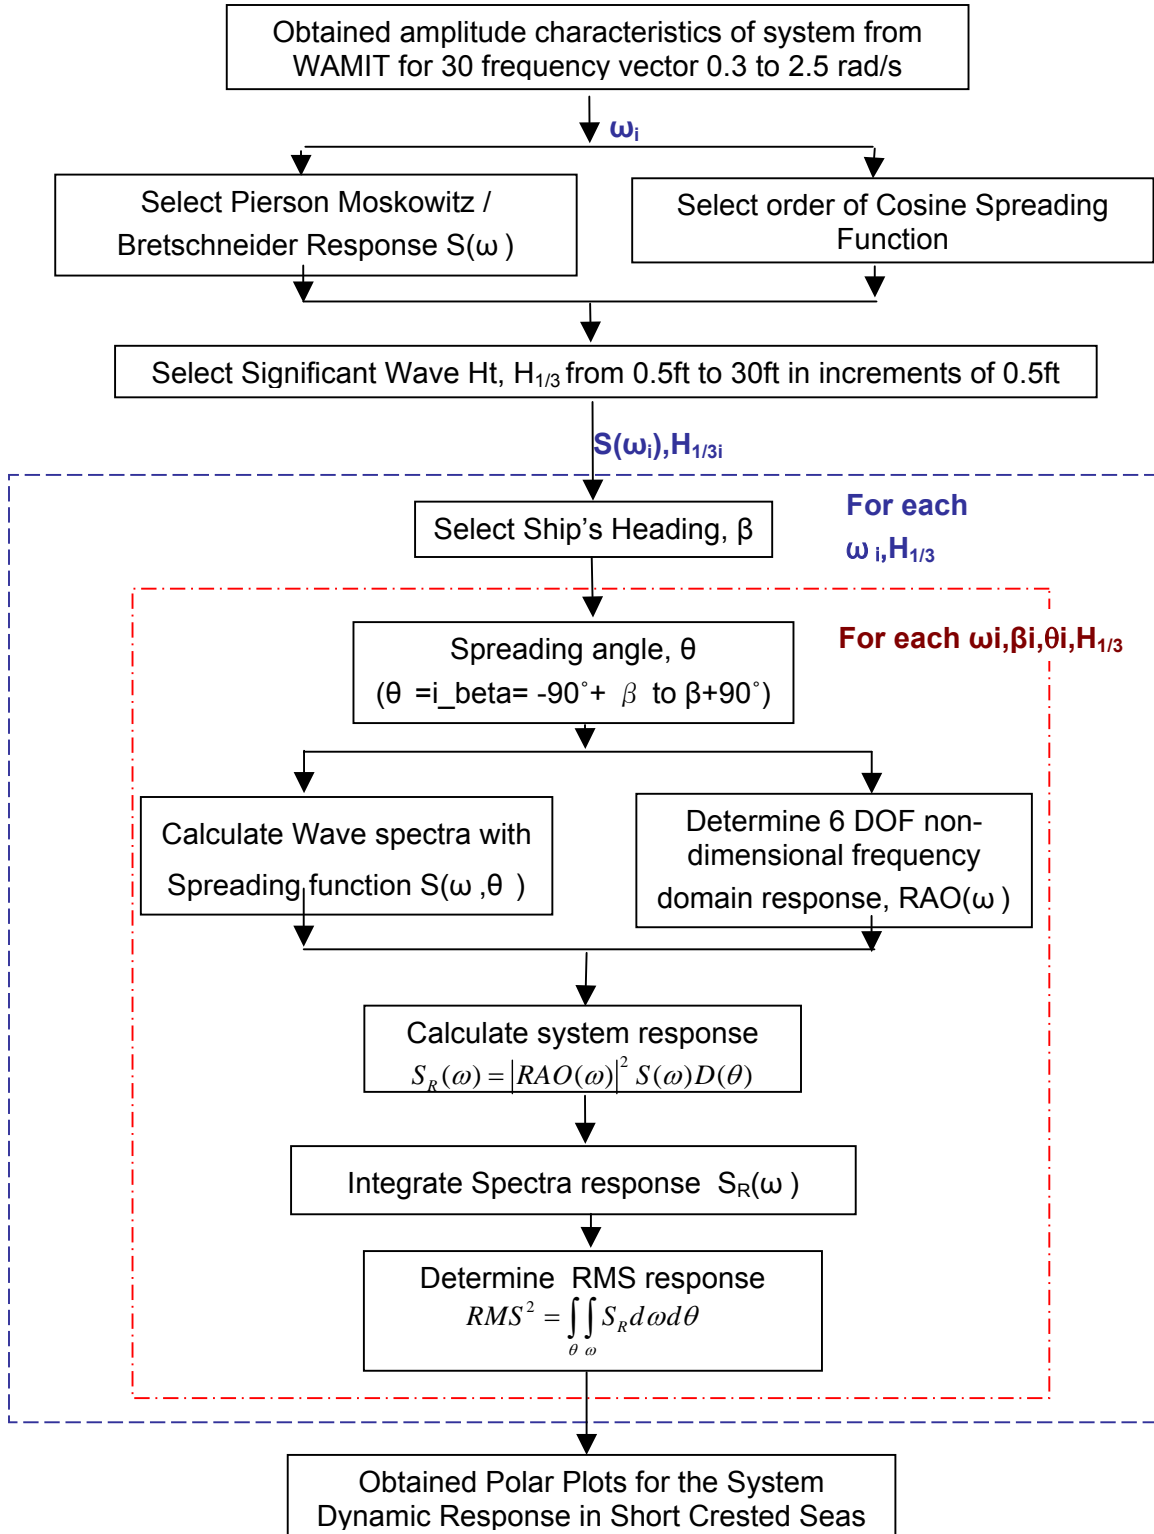 Obtained amplitude characteristics of system from
WAMIT for 30 frequency vector 0.3 to 2.5 rad/s
ωi
Select Pierson Moskowitz /
Bretschneider Response S(ω )
Select order of Cosine Spreading
Function
Select Significant Wave Ht, H1/3 from 0.5ft to 30ft in increments of 0.5ft
S(ωi),H1/3i
For each
ω i,H1/3
Select Ship's Heading, β
For each ωi,βi,θi,H1/3
Spreading angle, θ
(θ =i_beta= -90°+ β to β+90°)
Calculate Wave spectra with
Spreading function S(ω ,θ )
Determine 6 DOF non-
dimensional frequency
domain response, RAO(ω )
Calculate system response
S_R(ω) = |RAO(ω)|² S(ω)D(θ)
Integrate Spectra response SR(ω )
Determine RMS response
RMS² = ∫θ ∫ω S_R dωdθ
Obtained Polar Plots for the System
Dynamic Response in Short Crested Seas